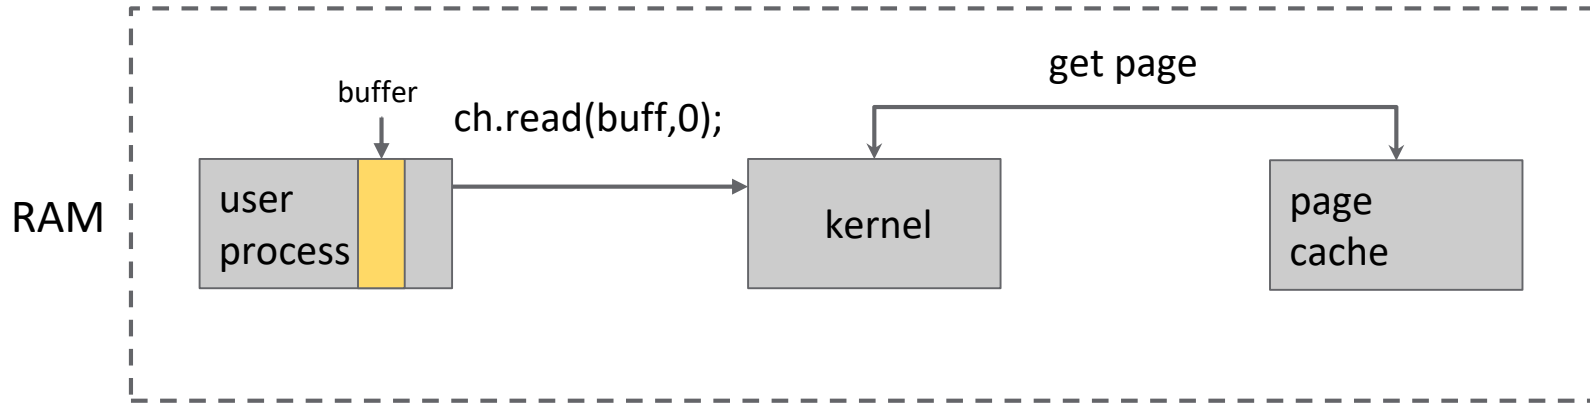 get page
buffer
ch.read(buff,0);
RAM
user
process
kernel
page
cache